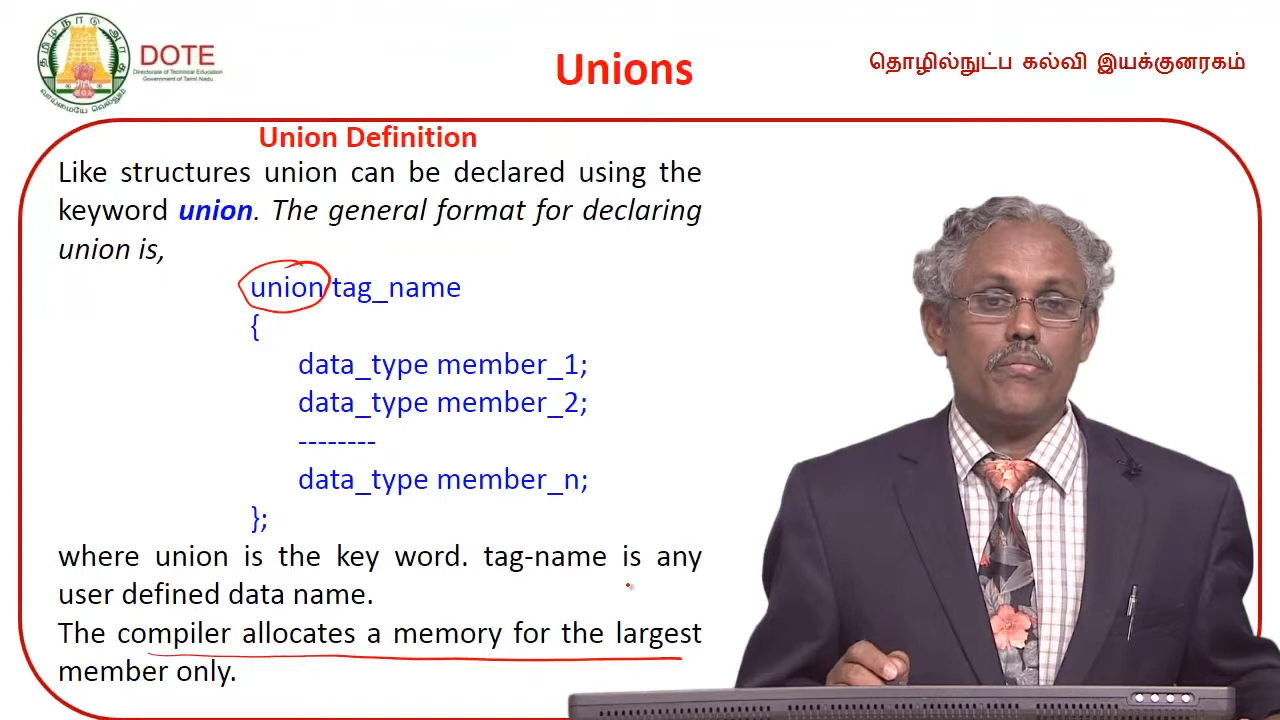 தமிழ்நாடு அரசு
வாய்மையே வெல்லும்
DOTE
Directorate of Technical Education
Government of Tamil Nadu
Unions
தொழில்நுட்ப கல்வி இயக்குனரகம்
Union Definition
Like structures union can be declared using the
keyword union. The general format for declaring
union is,
union tag_name
{
data_type member_1;
data_type member_2;
--------
data_type member_n;
};
where union is the key word. tag-name is any
user defined data name.
The compiler allocates a memory for the largest
member only.